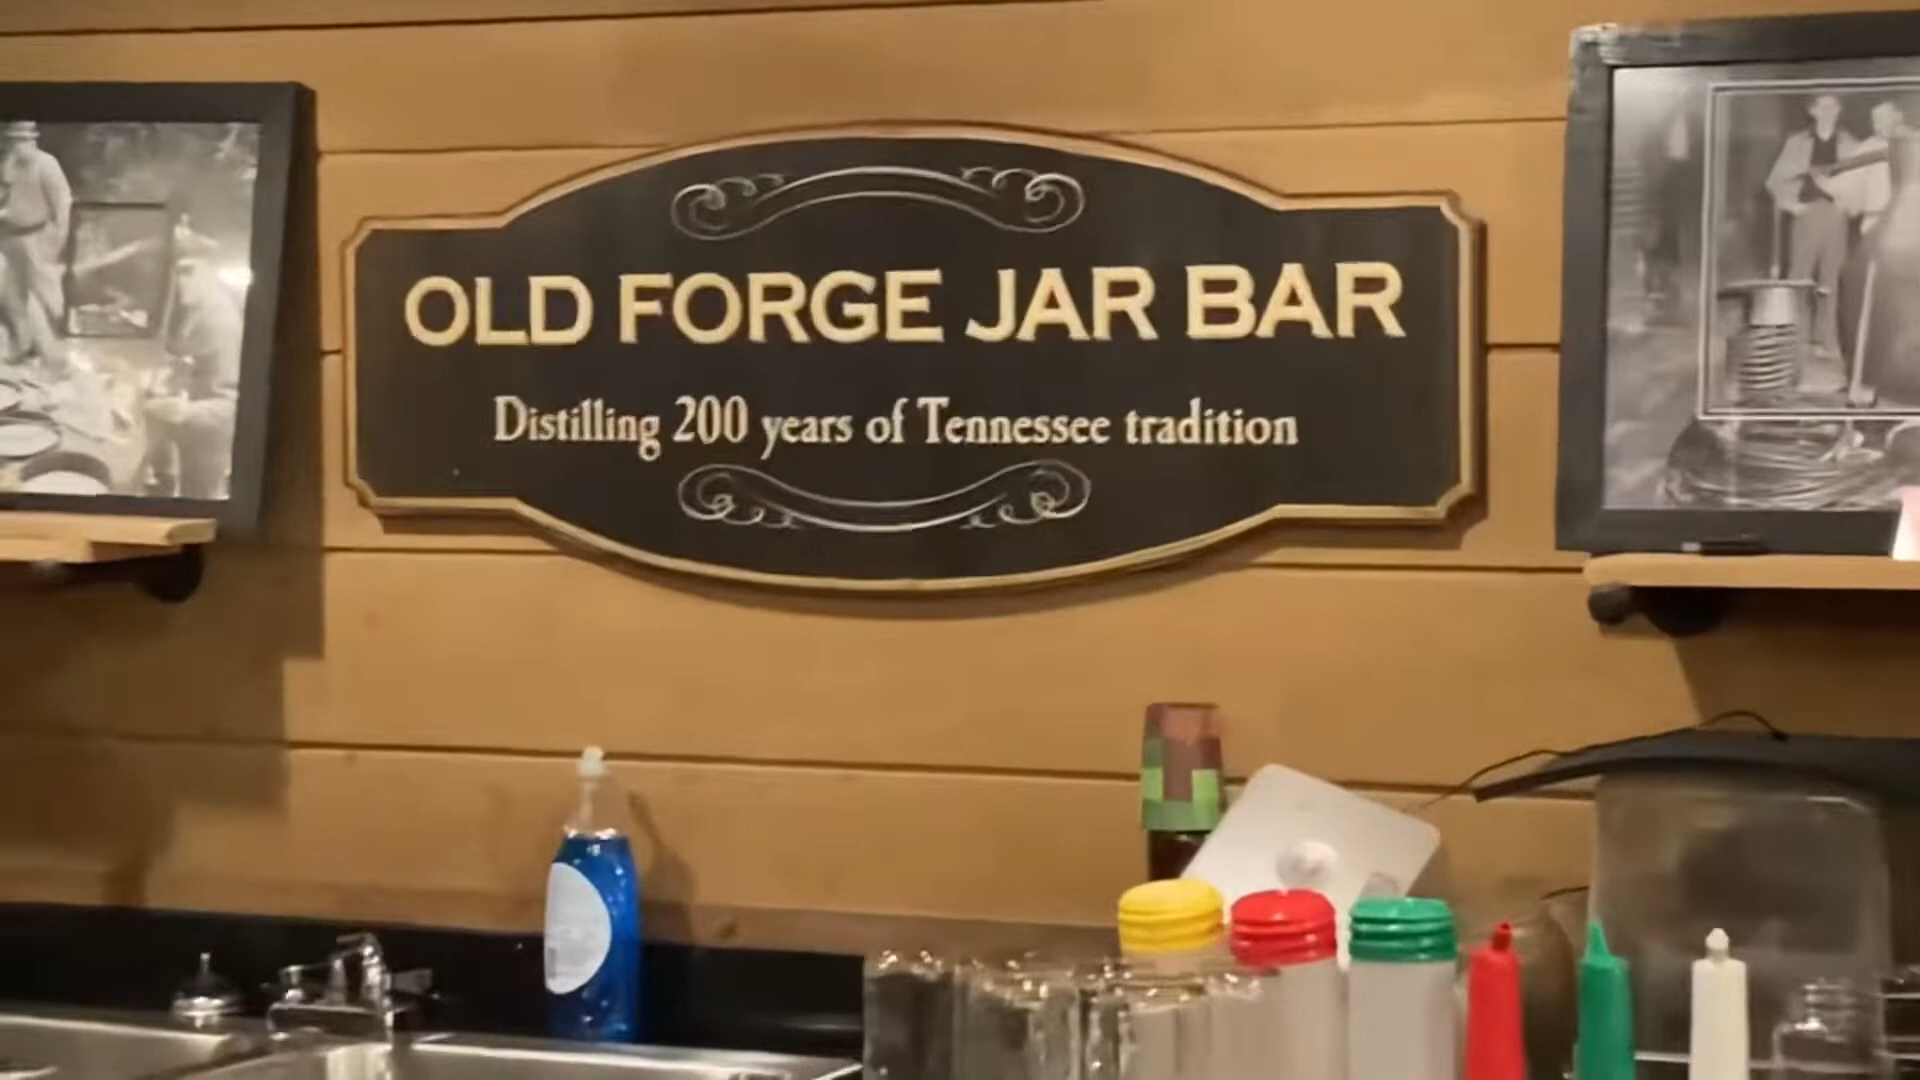 OLD FORGE JAR BAR
Distilling 200 years of Tennessee tradition